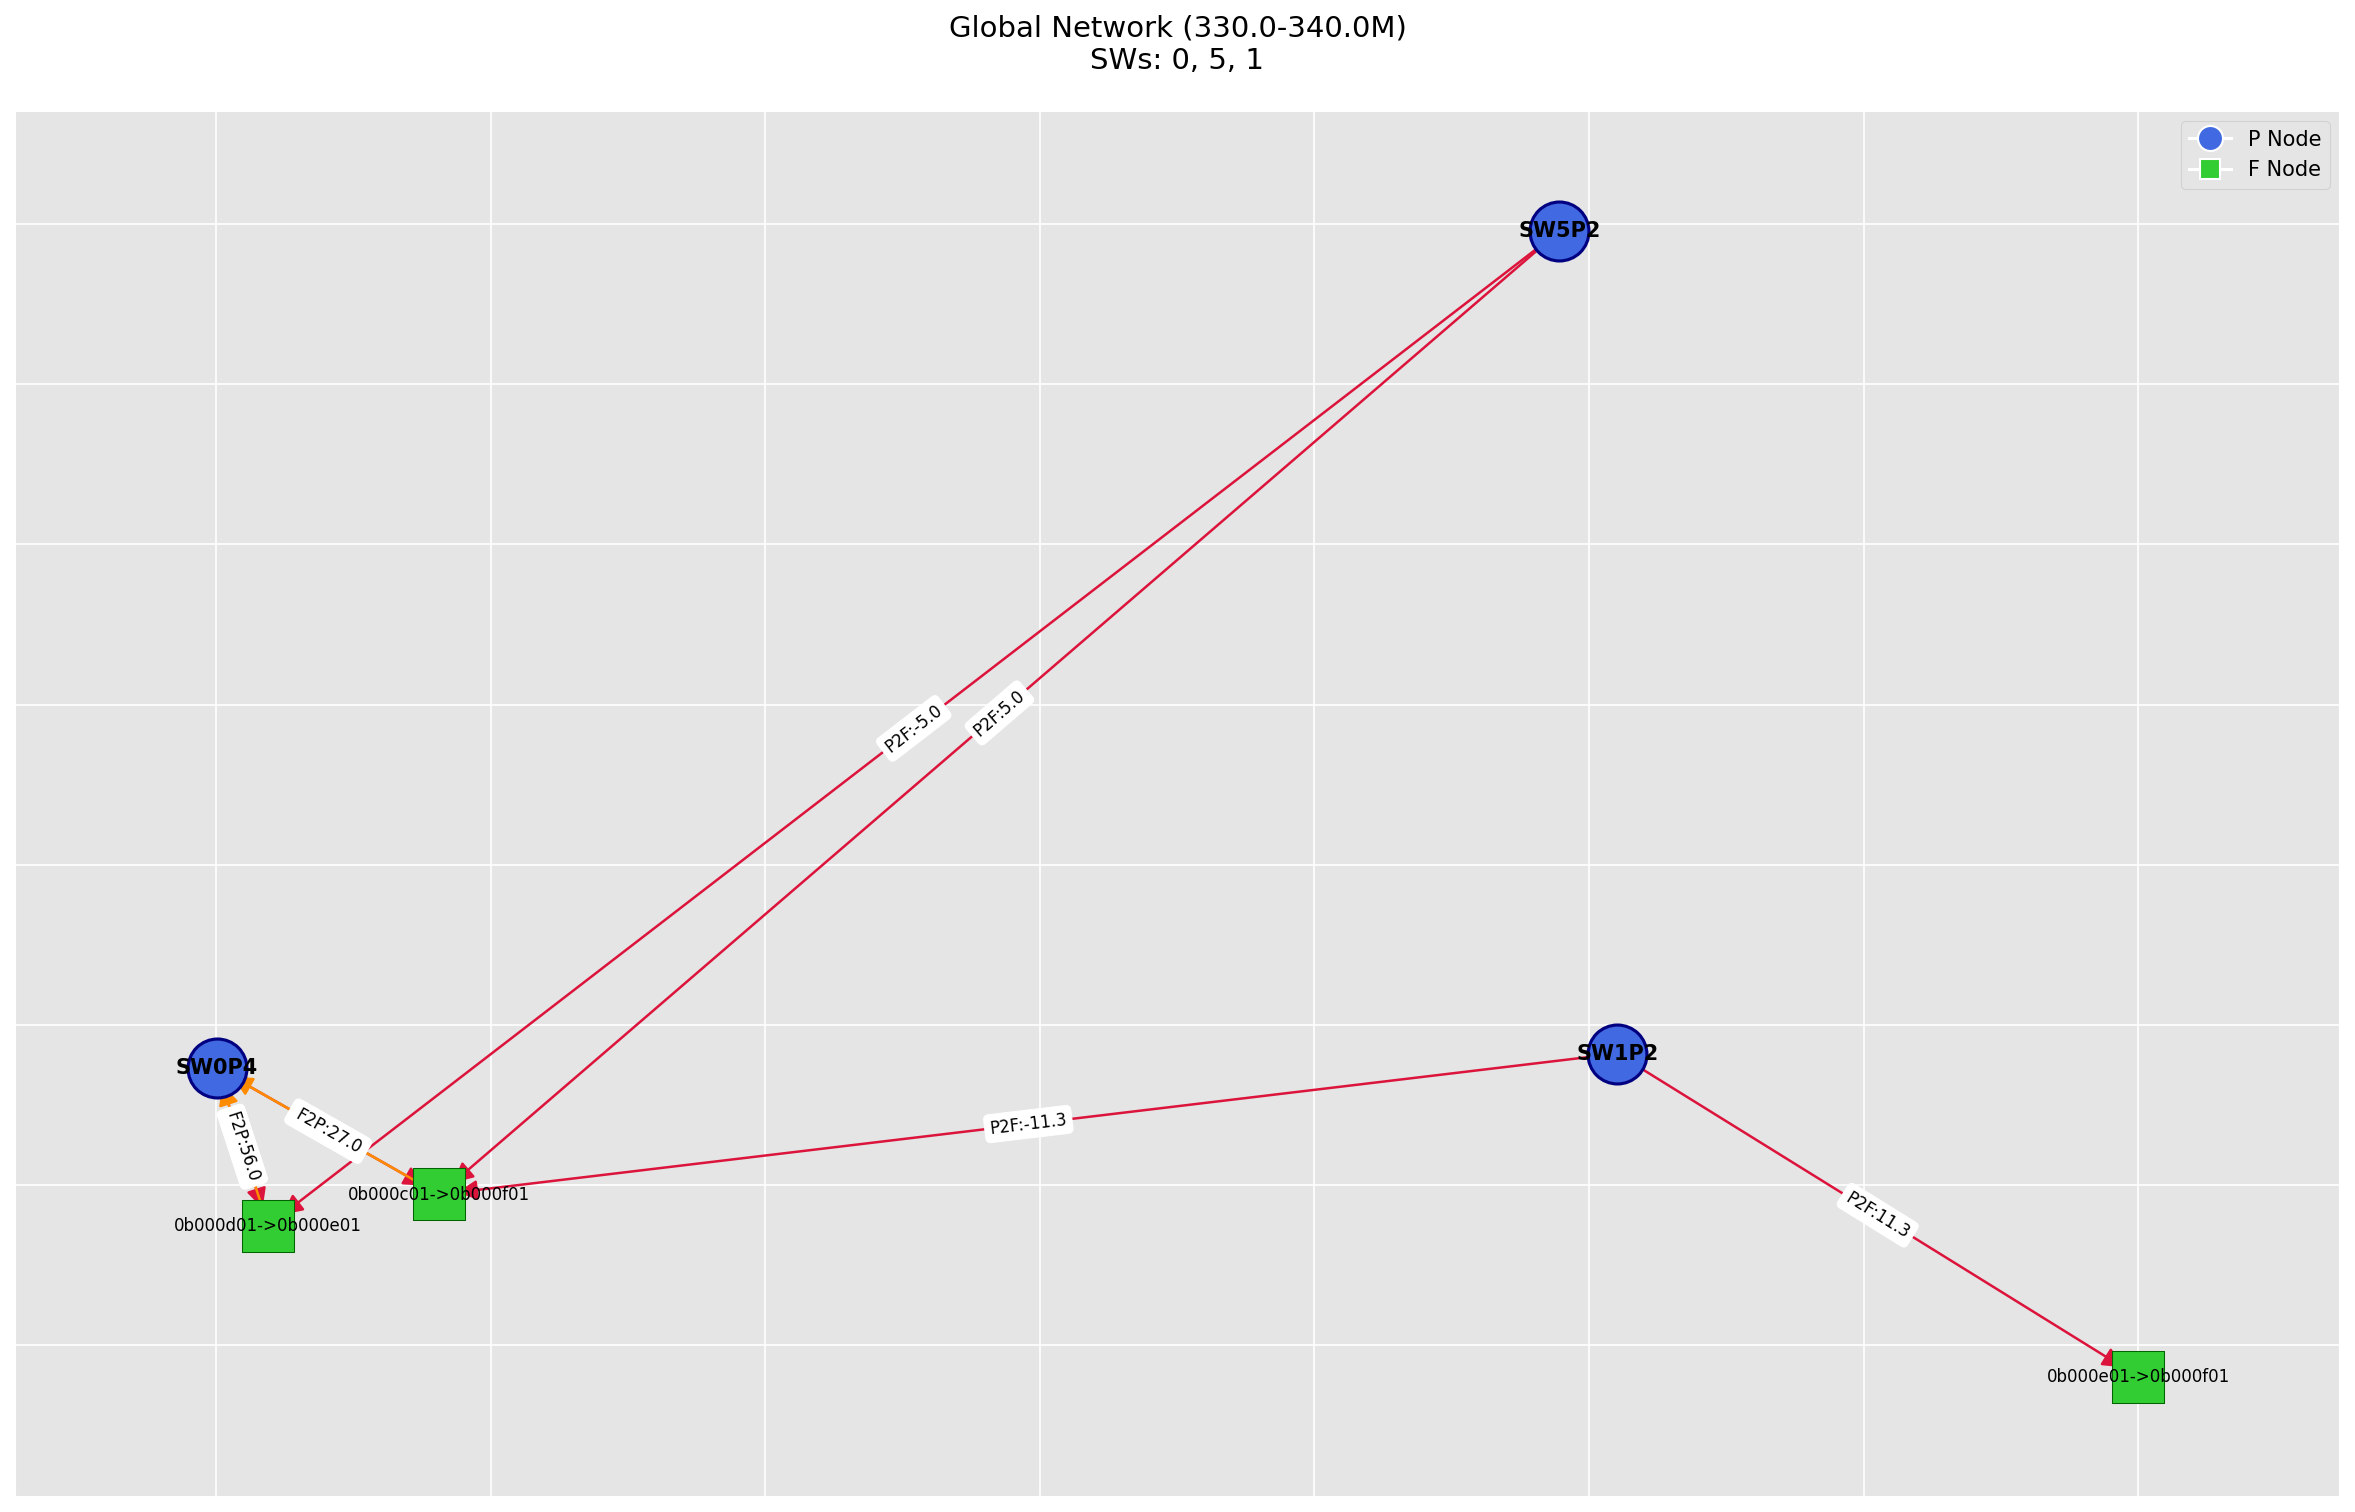 Global Network (330.0-340.0M)
SWs: 0, 5, 1
P Node
F Node
SW5P2
P2F:-5.0
P2F:5.0
SW0P4
SW1P2
F2P:56.0
F2P:27.0
P2F:-11.3
0b000c01->0b000f01
0b000d01->0b000e01
P2F:11.3
0b000e01->0b000f01